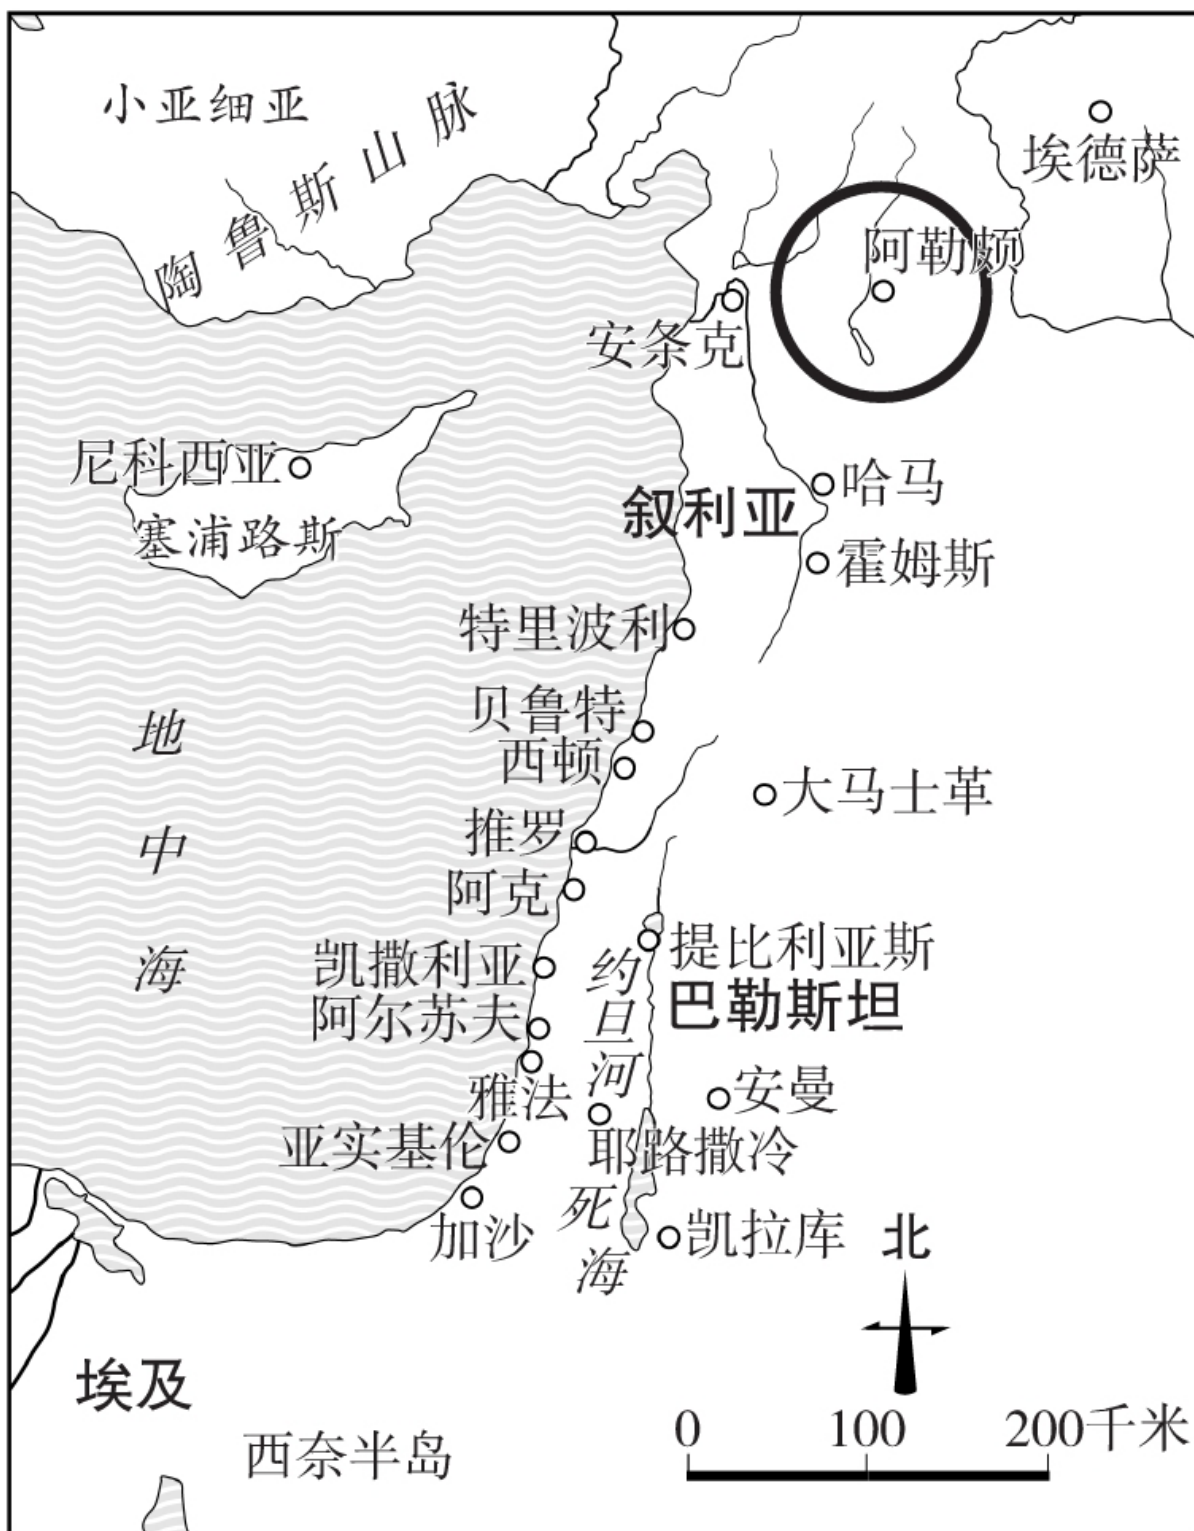 小亚细亚
陶鲁斯山脉
埃德萨
阿勒颇
安条克
尼科西亚
塞浦路斯
叙利亚
哈马
霍姆斯
特里波利
贝鲁特
西顿
大马士革
推罗
阿克
地中海
提比利亚斯
凯撒利亚
约旦河
巴勒斯坦
阿尔苏夫
雅法
安曼
亚实基伦
耶路撒冷
加沙
死海
凯拉库
北
埃及
西奈半岛
0 100 200千米